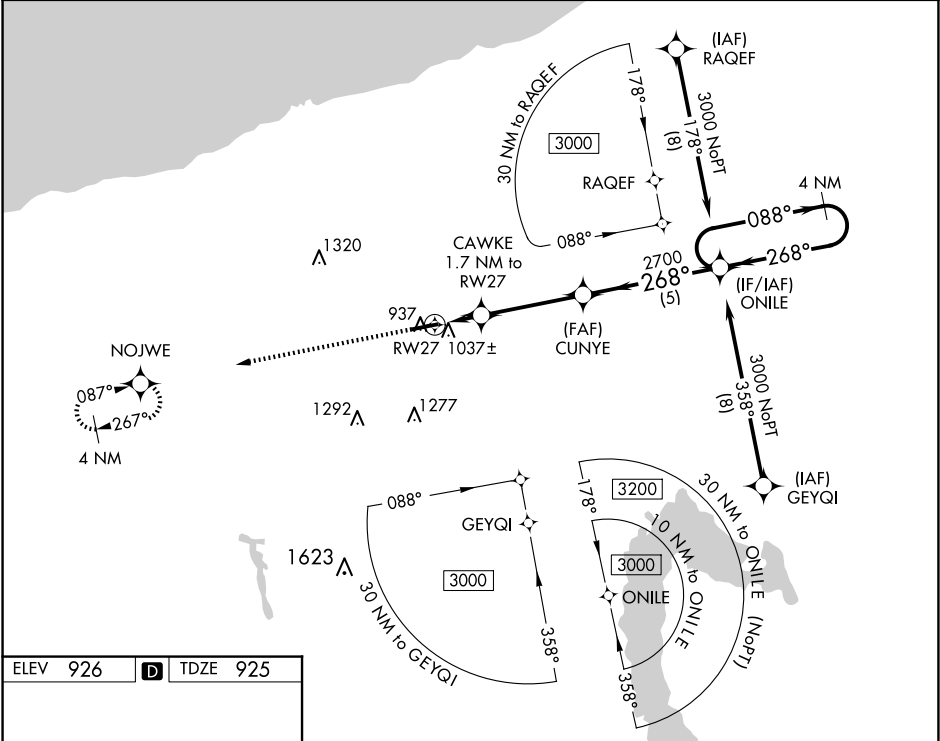 (IAF)
RAQEF
3000 NoPT
178°
(8)
30 NM to RAQEF
178°
3000
RAQEF
088°
4 NM
088°
268°
(IF/IAF)
ONILE
2700
268°
(5)
CAWKE
1.7 NM to
RW27
(FAF)
CUNYE
1320
937
RW27
1037±
NOJWE
087°
267°
4 NM
1292
1277
3000 NoPT
358°
(8)
(IAF)
GEYQI
088°
GEYQI
3000
358°
30 NM to GEYQI
1623
178°
3200
30 NM to ONILE (NoPT)
10 NM to ONILE
3000
ONILE
358°
ELEV 926 D TDZE 925